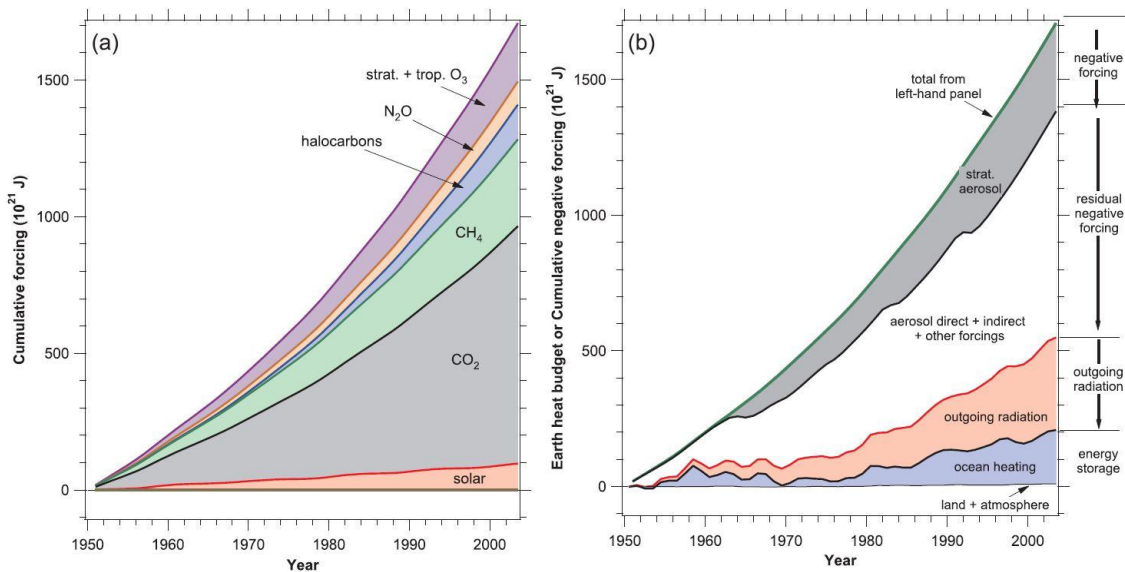 (a)
Cumulative forcing (10²¹ J)
1500
1000
500
0
strat. + trop. O₃
N₂O
halocarbons
CH₄
CO₂
solar
1950
1960
1970
1980
1990
2000
Year
(b)
Earth heat budget or Cumulative negative forcing (10²¹ J)
1500
1000
500
0
total from
left-hand panel
strat.
aerosol
aerosol direct + indirect
+ other forcings
outgoing radiation
ocean heating
land + atmosphere
1950
1960
1970
1980
1990
2000
Year
negative
forcing
residual
negative
forcing
outgoing
radiation
energy
storage